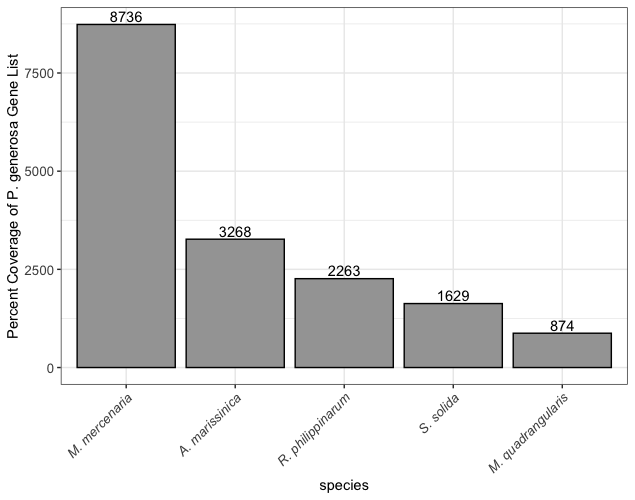 Percent Coverage of P. generosa Gene List
7500
5000
2500
0
8736
3268
2263
1629
874
M. mercenaria
A. marissinica
R. philippinarum
S. solida
M. quadrangularis
species